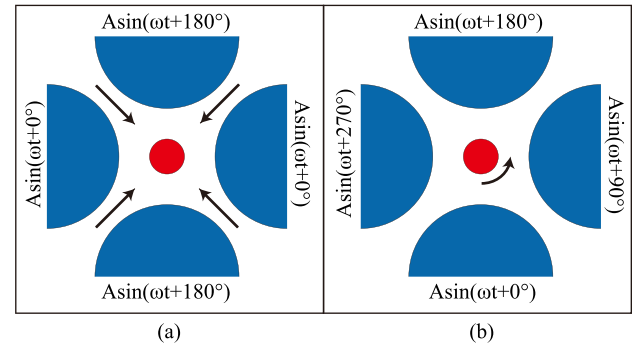 Asin(ωt+180°)
Asin(ωt+0°)
Asin(ωt+0°)
Asin(ωt+180°)
(a)
Asin(ωt+180°)
Asin(ωt+270°)
Asin(ωt+90°)
Asin(ωt+0°)
(b)